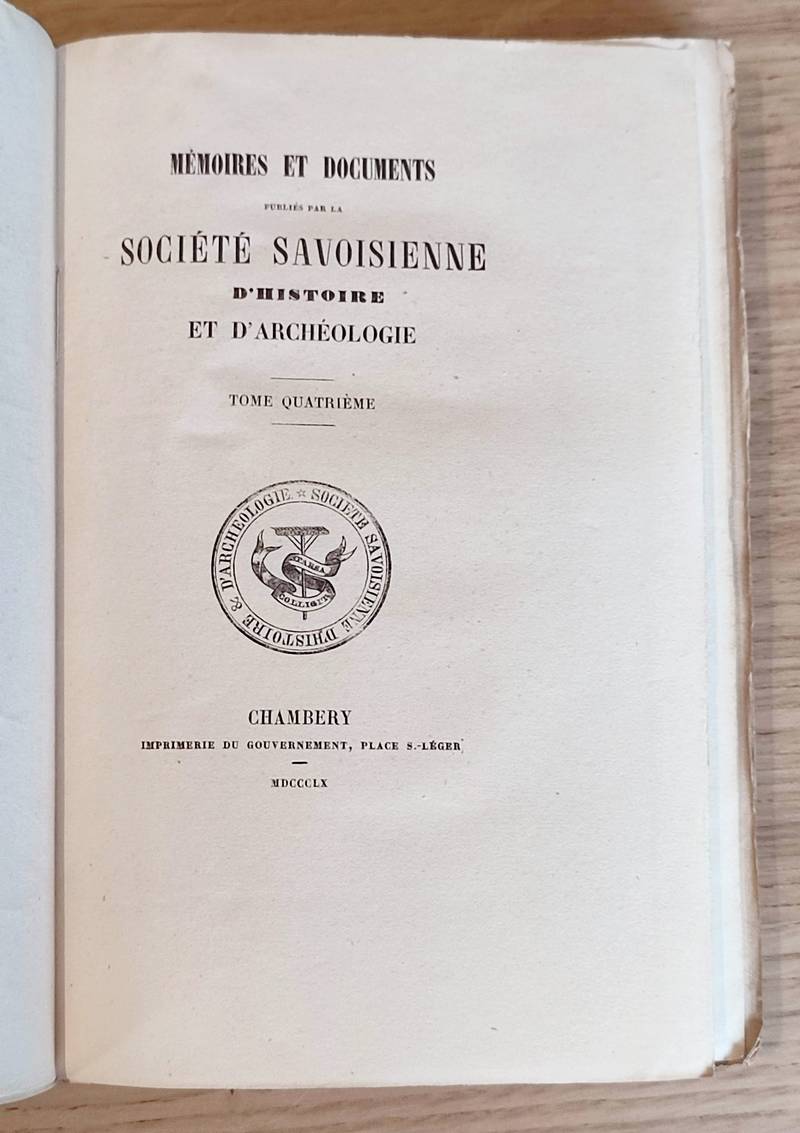 MÉMOIRES ET DOCUMENTS
PUBLIÉS PAR LA
SOCIÉTÉ SAVOISIENNE
D'HISTOIRE
ET D'ARCHÉOLOGIE
TOME QUATRIÈME
SOCIÉTÉ SAVOISIENNE D'HISTOIRE & D'ARCHÉOLOGIE. ☆
SPARSA
COLLIGIT
CHAMBERY
IMPRIMERIE DU GOUVERNEMENT, PLACE S.-LÉGER
MDCCCLX